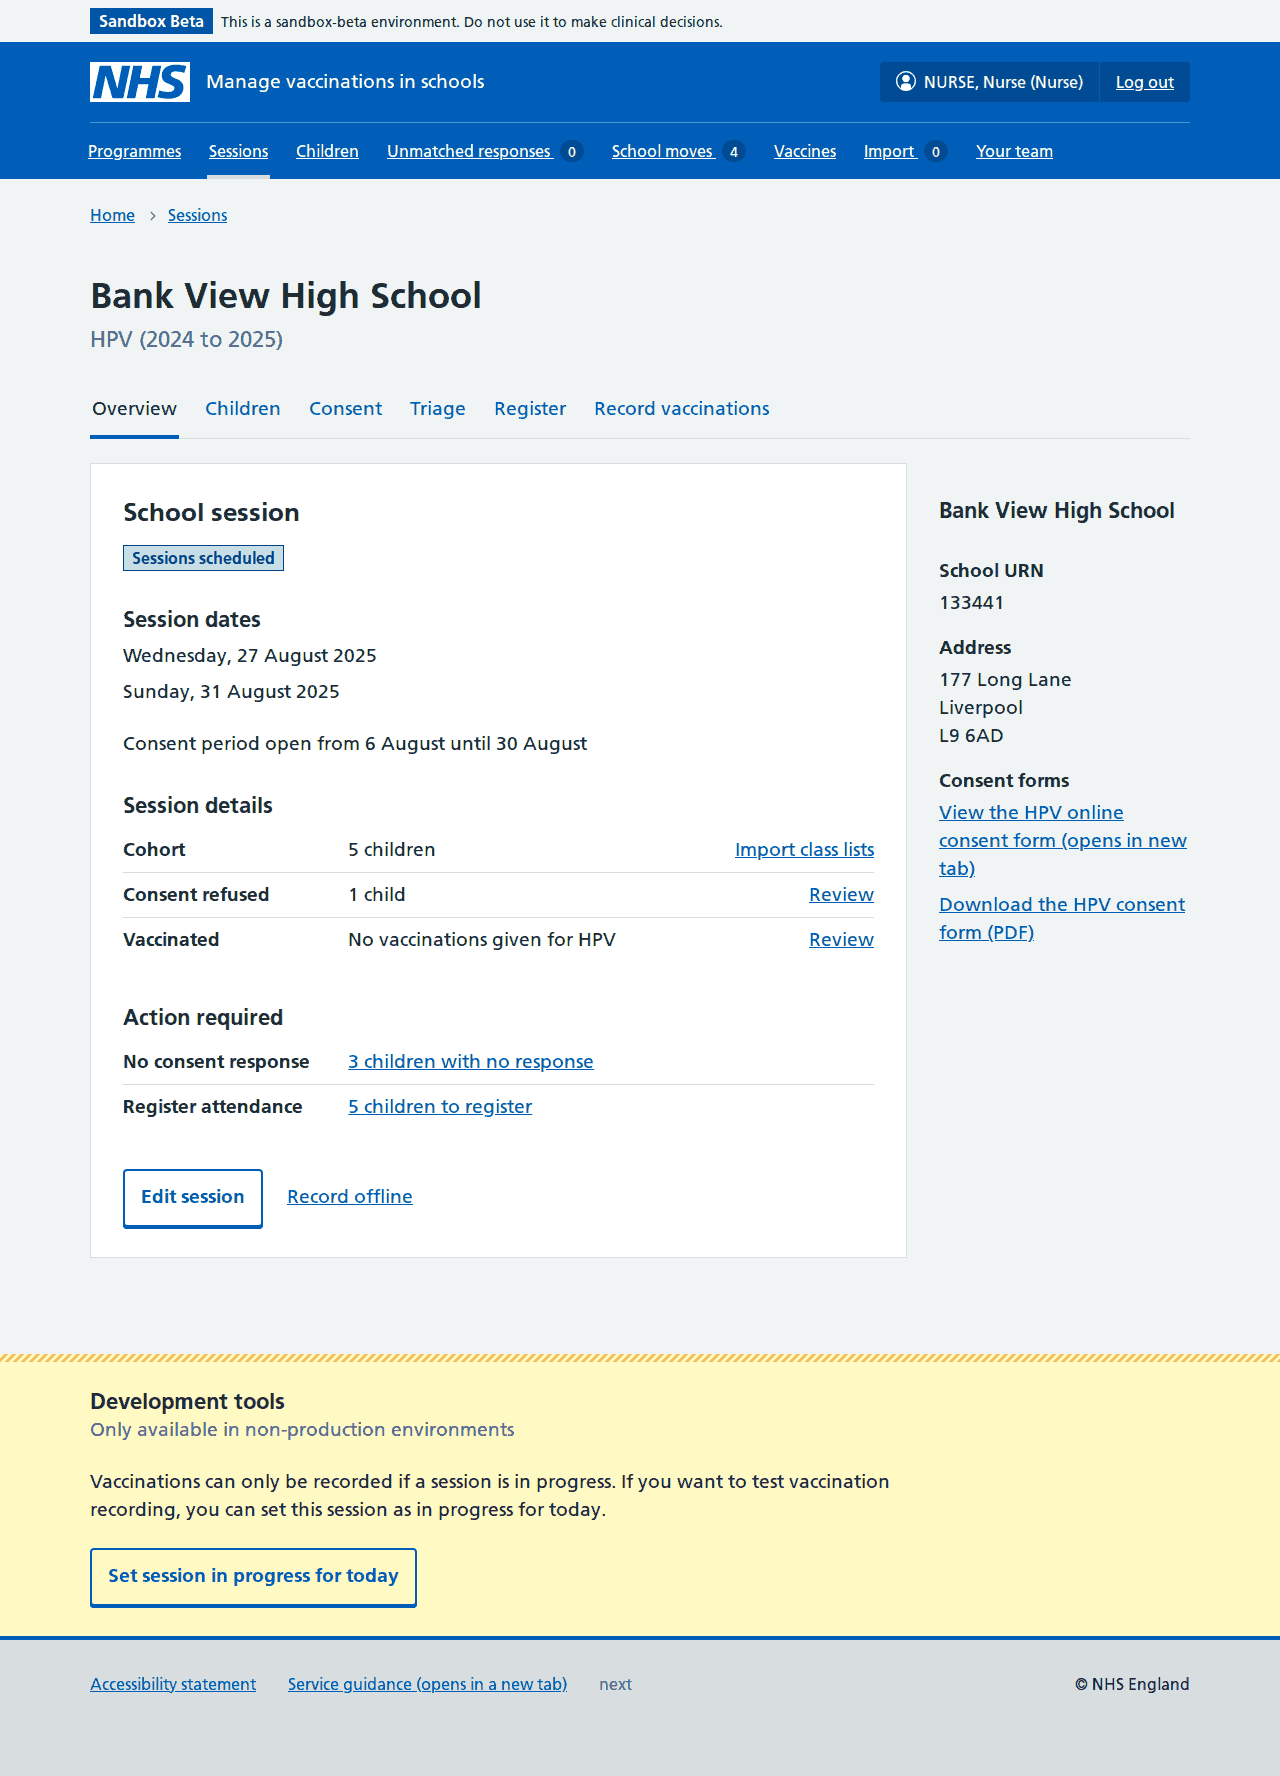 Sandbox Beta This is a sandbox-beta environment. Do not use it to make clinical decisions.
NHS Manage vaccinations in schools NURSE, Nurse (Nurse) Log out
Programmes Sessions Children Unmatched responses 0 School moves 4 Vaccines Import 0 Your team
Home Sessions
Bank View High School
HPV (2024 to 2025)
Overview Children Consent Triage Register Record vaccinations
School session
Sessions scheduled
Session dates
Wednesday, 27 August 2025
Sunday, 31 August 2025
Consent period open from 6 August until 30 August
Session details
Cohort 5 children Import class lists
Consent refused 1 child Review
Vaccinated No vaccinations given for HPV Review
Action required
No consent response 3 children with no response
Register attendance 5 children to register
Edit session Record offline
Bank View High School
School URN
133441
Address
177 Long Lane
Liverpool
L9 6AD
Consent forms
View the HPV online
consent form (opens in new
tab)
Download the HPV consent
form (PDF)
Development tools
Only available in non-production environments
Vaccinations can only be recorded if a session is in progress. If you want to test vaccination
recording, you can set this session as in progress for today.
Set session in progress for today
Accessibility statement Service guidance (opens in a new tab) next © NHS England